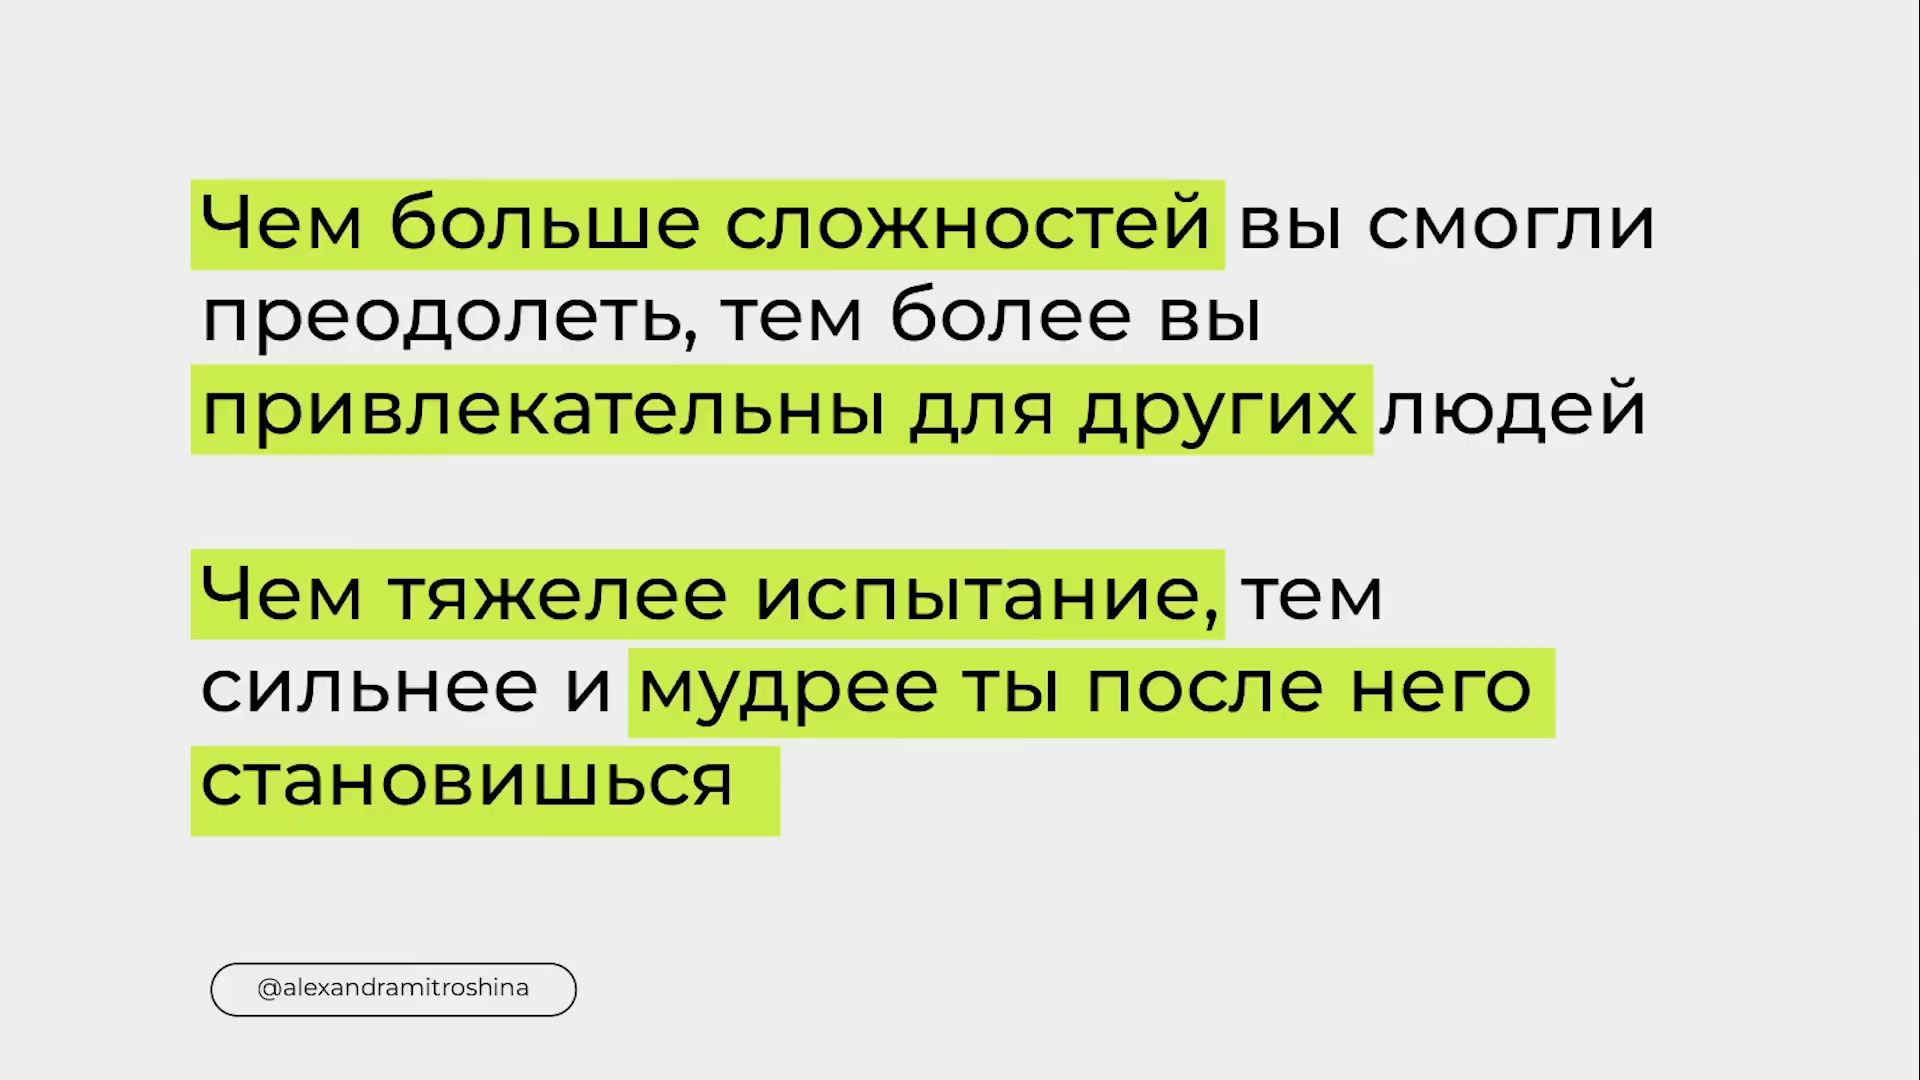 Чем больше сложностей вы смогли
преодолеть, тем более вы
привлекательны для других людей
Чем тяжелее испытание, тем
сильнее и мудрее ты после него
становишься
@alexandramitroshina